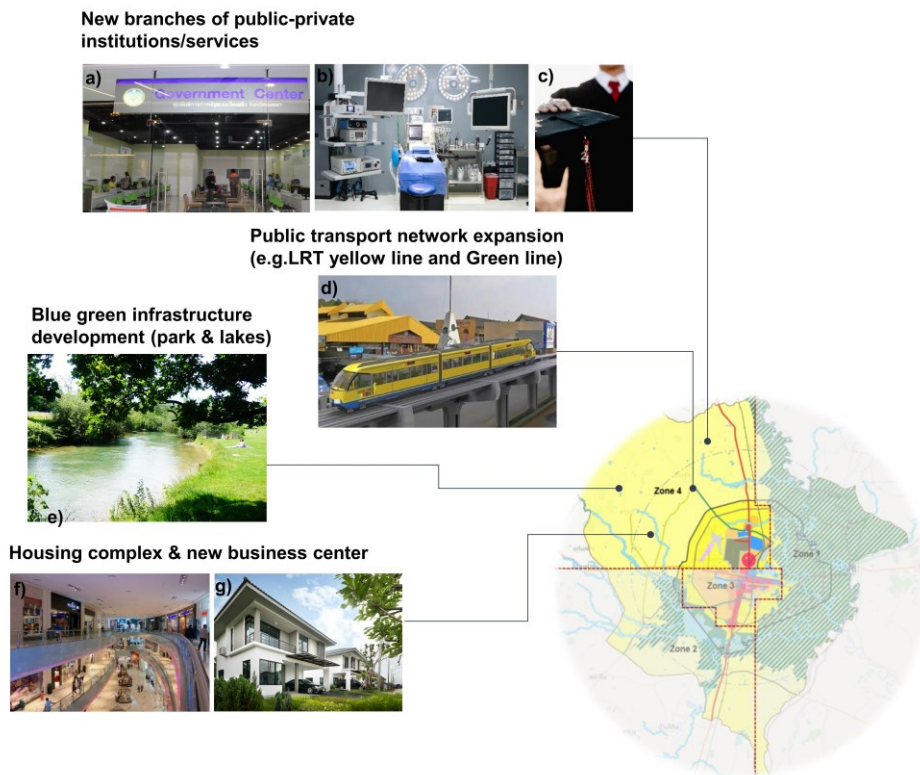 New branches of public-private
institutions/services
a)
b)
c)
Government Center
Public transport network expansion
(e.g.LRT yellow line and Green line)
d)
Blue green infrastructure
development (park & lakes)
e)
Housing complex & new business center
f)
g)
Zone 4
Zone 1
Zone 3
Zone 2